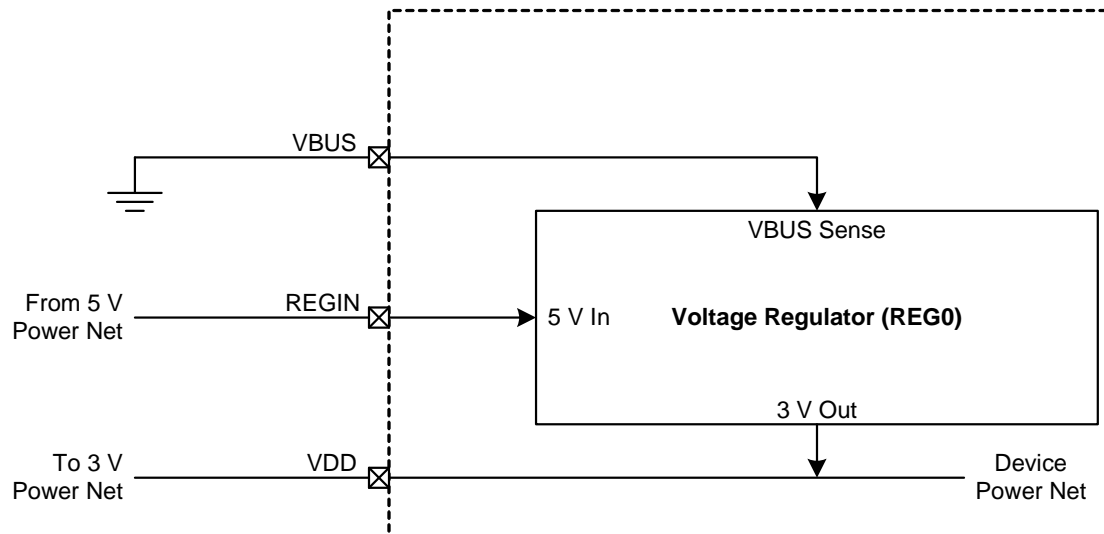 VBUS
VBUS Sense
From 5 V
Power Net
REGIN
5 V In
Voltage Regulator (REG0)
3 V Out
To 3 V
Power Net
VDD
Device
Power Net